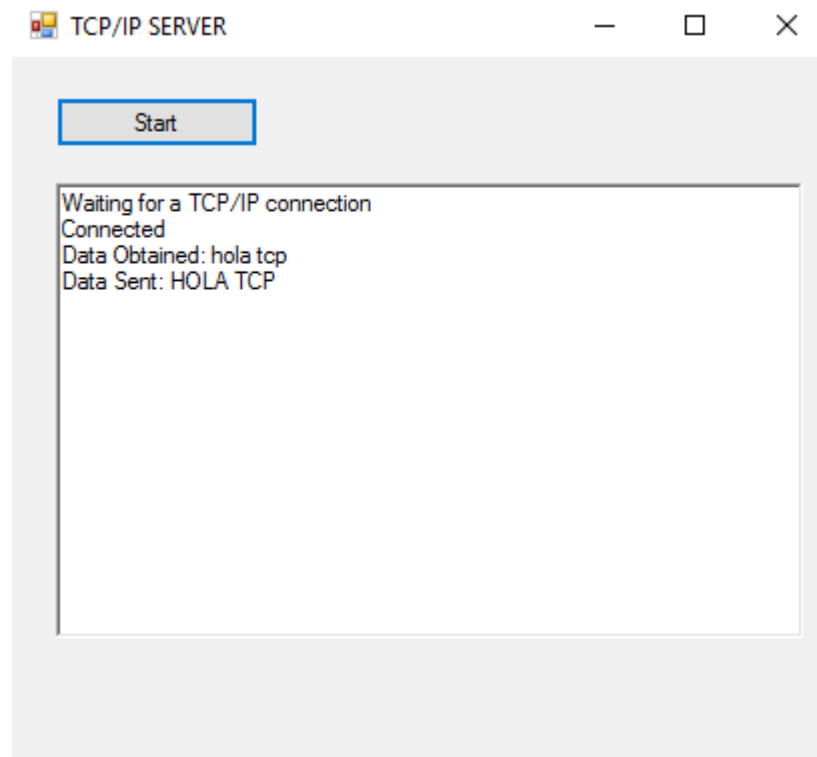 TCP/IP SERVER
Start
Waiting for a TCP/IP connection
Connected
Data Obtained: hola tcp
Data Sent: HOLA TCP